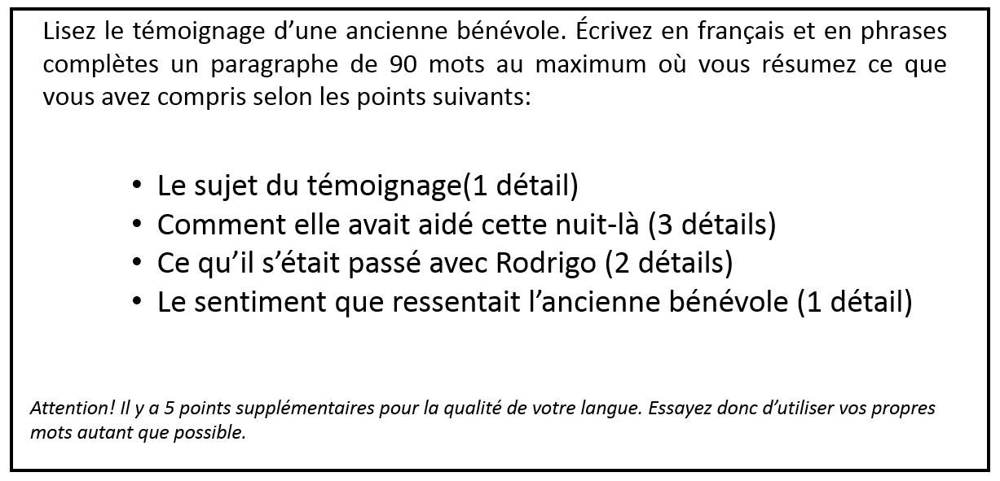 Lisez le témoignage d’une ancienne bénévole. Écrivez en français et en phrases
complètes un paragraphe de 90 mots au maximum où vous résumez ce que
vous avez compris selon les points suivants:
• Le sujet du témoignage(1 détail)
• Comment elle avait aidé cette nuit-là (3 détails)
• Ce qu’il s’était passé avec Rodrigo (2 détails)
• Le sentiment que ressentait l’ancienne bénévole (1 détail)
Attention! Il y a 5 points supplémentaires pour la qualité de votre langue. Essayez donc d’utiliser vos propres
mots autant que possible.